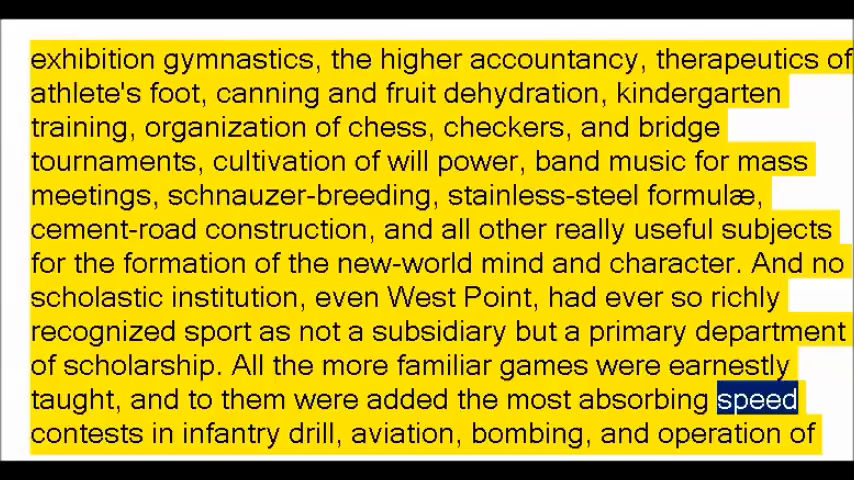 exhibition gymnastics, the higher accountancy, therapeutics of
athlete's foot, canning and fruit dehydration, kindergarten
training, organization of chess, checkers, and bridge
tournaments, cultivation of will power, band music for mass
meetings, schnauzer-breeding, stainless-steel formulæ,
cement-road construction, and all other really useful subjects
for the formation of the new-world mind and character. And no
scholastic institution, even West Point, had ever so richly
recognized sport as not a subsidiary but a primary department
of scholarship. All the more familiar games were earnestly
taught, and to them were added the most absorbing speed
contests in infantry drill, aviation, bombing, and operation of